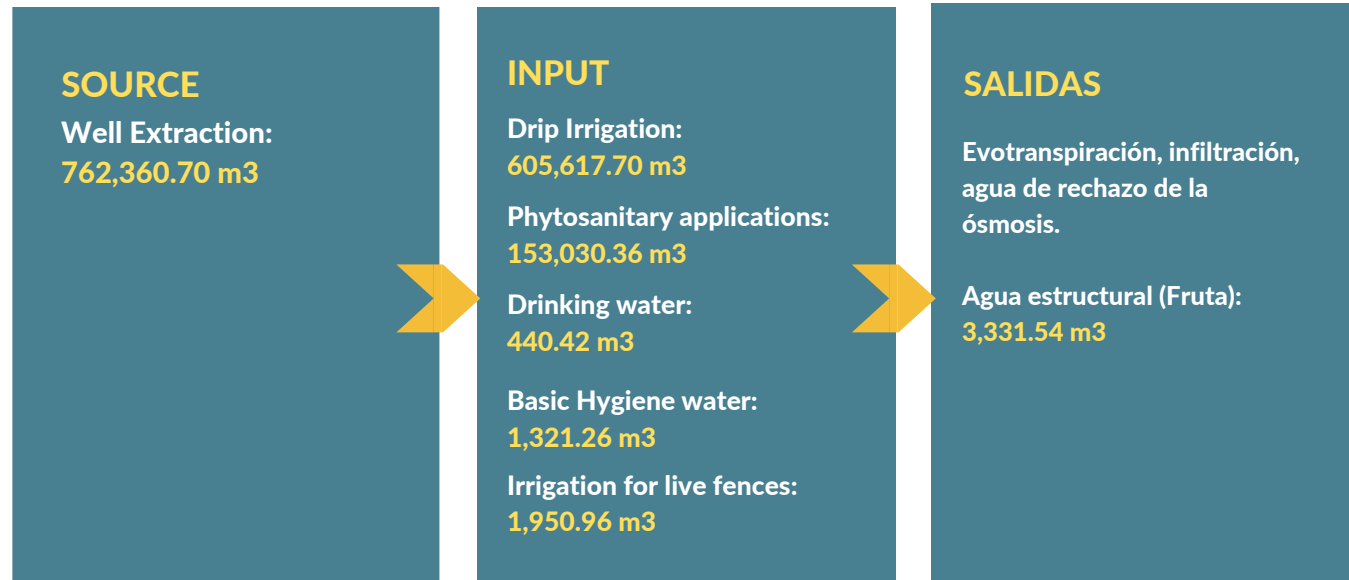 SOURCE
Well Extraction:
762,360.70 m3
INPUT
Drip Irrigation:
605,617.70 m3
Phytosanitary applications:
153,030.36 m3
Drinking water:
440.42 m3
Basic Hygiene water:
1,321.26 m3
Irrigation for live fences:
1,950.96 m3
SALIDAS
Evotranspiración, infiltración,
agua de rechazo de la
ósmosis.
Agua estructural (Fruta):
3,331.54 m3